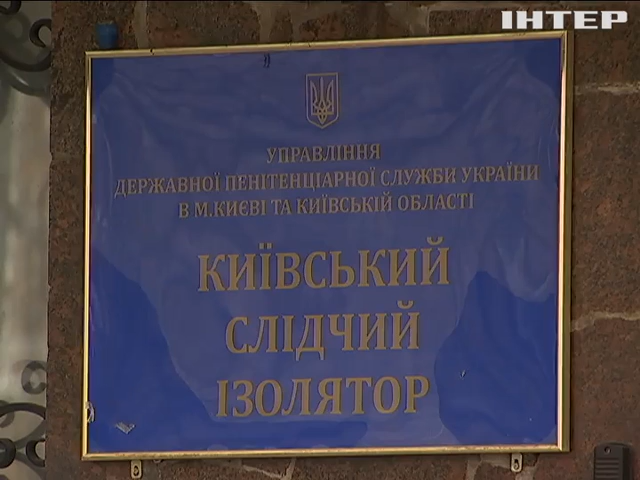 ІНТЕР
УПРАВЛІННЯ
ДЕРЖАВНОЇ ПЕНІТЕНЦІАРНОЇ СЛУЖБИ УКРАЇНИ
В М.КИЄВІ ТА КИЇВСЬКІЙ ОБЛАСТІ
КИЇВСЬКИЙ
СЛІДЧИЙ
ІЗОЛЯТОР